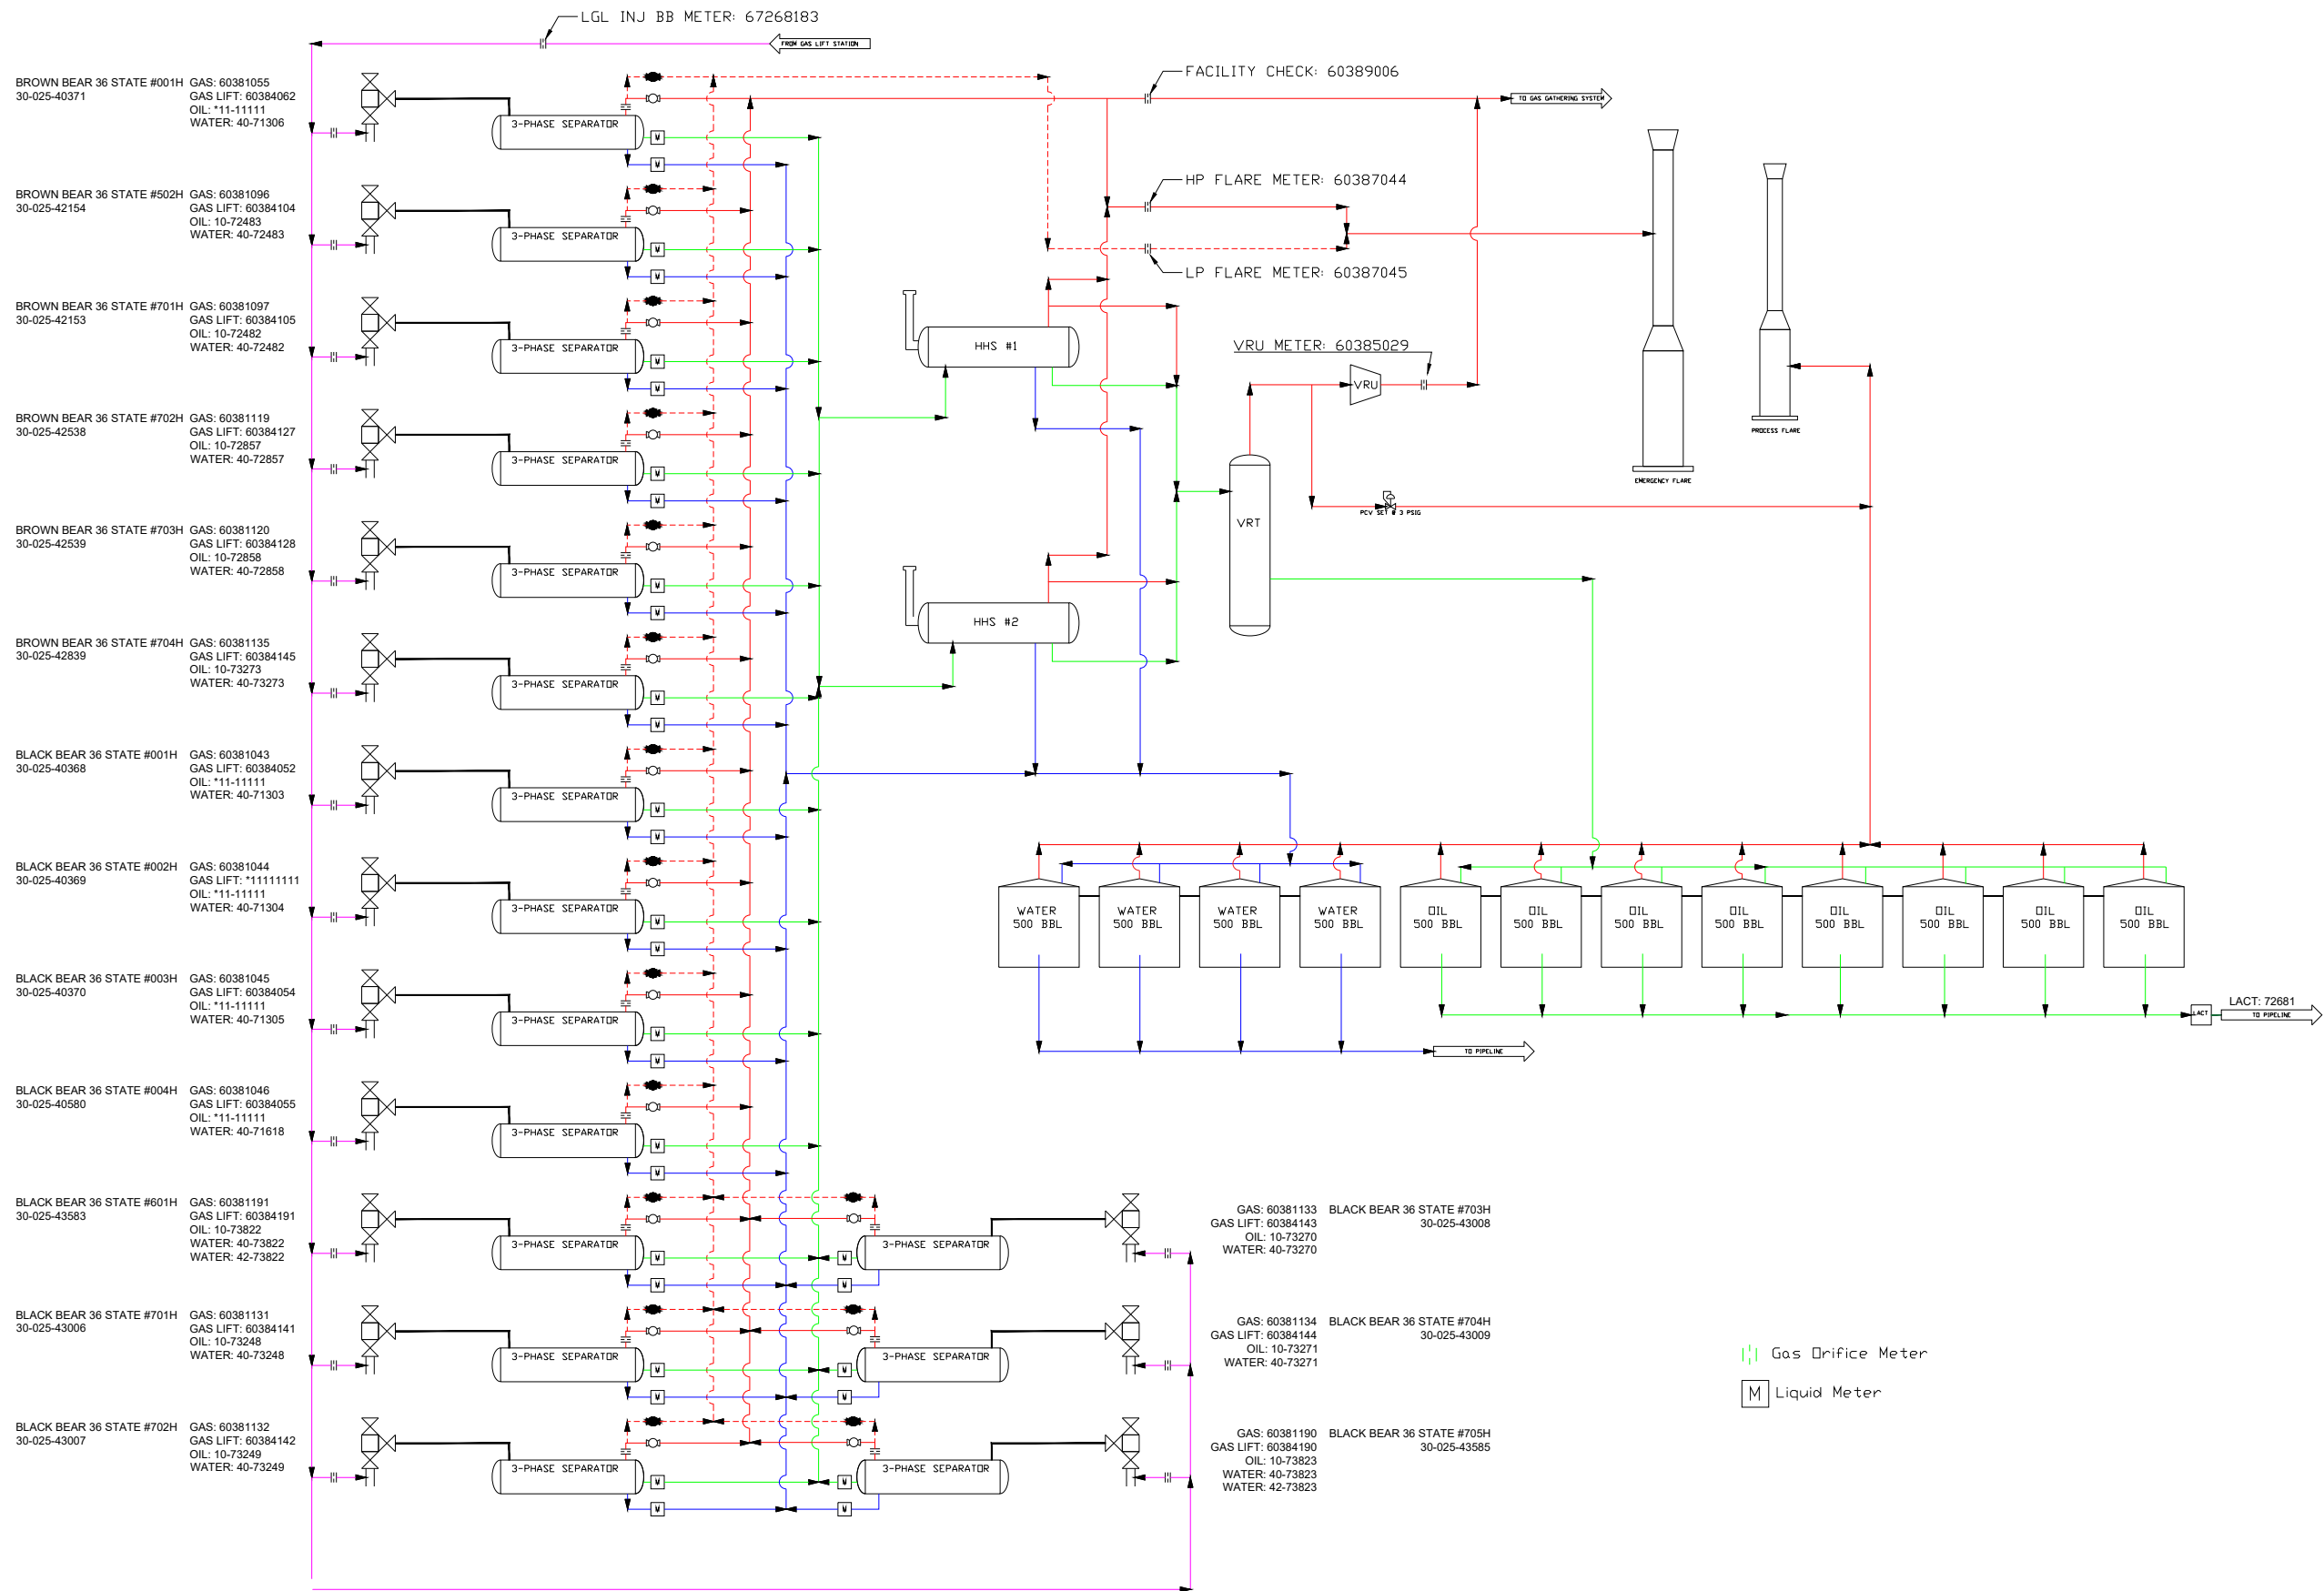 LGL INJ BB METER: 67268183
FROM GAS LIFT STATION
BROWN BEAR 36 STATE #001H GAS: 60381055
30-025-40371 GAS LIFT: 60384062
OIL: *11-11111
WATER: 40-71306
3-PHASE SEPARATOR
M
M
FACILITY CHECK: 60389006
TO GAS GATHERING SYSTEM
BROWN BEAR 36 STATE #502H GAS: 60381096
30-025-42154 GAS LIFT: 60384104
OIL: 10-72483
WATER: 40-72483
3-PHASE SEPARATOR
M
M
HP FLARE METER: 60387044
LP FLARE METER: 60387045
BROWN BEAR 36 STATE #701H GAS: 60381097
30-025-42153 GAS LIFT: 60384105
OIL: 10-72482
WATER: 40-72482
3-PHASE SEPARATOR
M
M
HHS #1
VRU METER: 60385029
VRU
PROCESS FLARE
BROWN BEAR 36 STATE #702H GAS: 60381119
30-025-42538 GAS LIFT: 60384127
OIL: 10-72857
WATER: 40-72857
3-PHASE SEPARATOR
M
M
EMERGENCY FLARE
PCV SET @ 3 PSIG
VRT
BROWN BEAR 36 STATE #703H GAS: 60381120
30-025-42539 GAS LIFT: 60384128
OIL: 10-72858
WATER: 40-72858
3-PHASE SEPARATOR
M
M
HHS #2
BROWN BEAR 36 STATE #704H GAS: 60381135
30-025-42839 GAS LIFT: 60384145
OIL: 10-73273
WATER: 40-73273
3-PHASE SEPARATOR
M
M
BLACK BEAR 36 STATE #001H GAS: 60381043
30-025-40368 GAS LIFT: 60384052
OIL: *11-11111
WATER: 40-71303
3-PHASE SEPARATOR
M
M
BLACK BEAR 36 STATE #002H GAS: 60381044
30-025-40369 GAS LIFT: *11111111
OIL: *11-11111
WATER: 40-71304
3-PHASE SEPARATOR
M
M
WATER WATER WATER WATER OIL OIL OIL OIL OIL OIL OIL OIL
500 BBL 500 BBL 500 BBL 500 BBL 500 BBL 500 BBL 500 BBL 500 BBL 500 BBL 500 BBL 500 BBL 500 BBL
BLACK BEAR 36 STATE #003H GAS: 60381045
30-025-40370 GAS LIFT: 60384054
OIL: *11-11111
WATER: 40-71305
3-PHASE SEPARATOR
M
M
LACT: 72681
LACT
TO PIPELINE
TO PIPELINE
BLACK BEAR 36 STATE #004H GAS: 60381046
30-025-40580 GAS LIFT: 60384055
OIL: *11-11111
WATER: 40-71618
3-PHASE SEPARATOR
M
M
BLACK BEAR 36 STATE #601H GAS: 60381191
30-025-43583 GAS LIFT: 60384191
OIL: 10-73822
WATER: 40-73822
WATER: 42-73822
3-PHASE SEPARATOR
M
M
M
M
3-PHASE SEPARATOR
GAS: 60381133 BLACK BEAR 36 STATE #703H
GAS LIFT: 60384143 30-025-43008
OIL: 10-73270
WATER: 40-73270
BLACK BEAR 36 STATE #701H GAS: 60381131
30-025-43006 GAS LIFT: 60384141
OIL: 10-73248
WATER: 40-73248
3-PHASE SEPARATOR
M
M
M
M
3-PHASE SEPARATOR
GAS: 60381134 BLACK BEAR 36 STATE #704H
GAS LIFT: 60384144 30-025-43009
OIL: 10-73271
WATER: 40-73271
Gas Orifice Meter
M Liquid Meter
BLACK BEAR 36 STATE #702H GAS: 60381132
30-025-43007 GAS LIFT: 60384142
OIL: 10-73249
WATER: 40-73249
3-PHASE SEPARATOR
M
M
M
M
3-PHASE SEPARATOR
GAS: 60381190 BLACK BEAR 36 STATE #705H
GAS LIFT: 60384190 30-025-43585
OIL: 10-73823
WATER: 40-73823
WATER: 42-73823